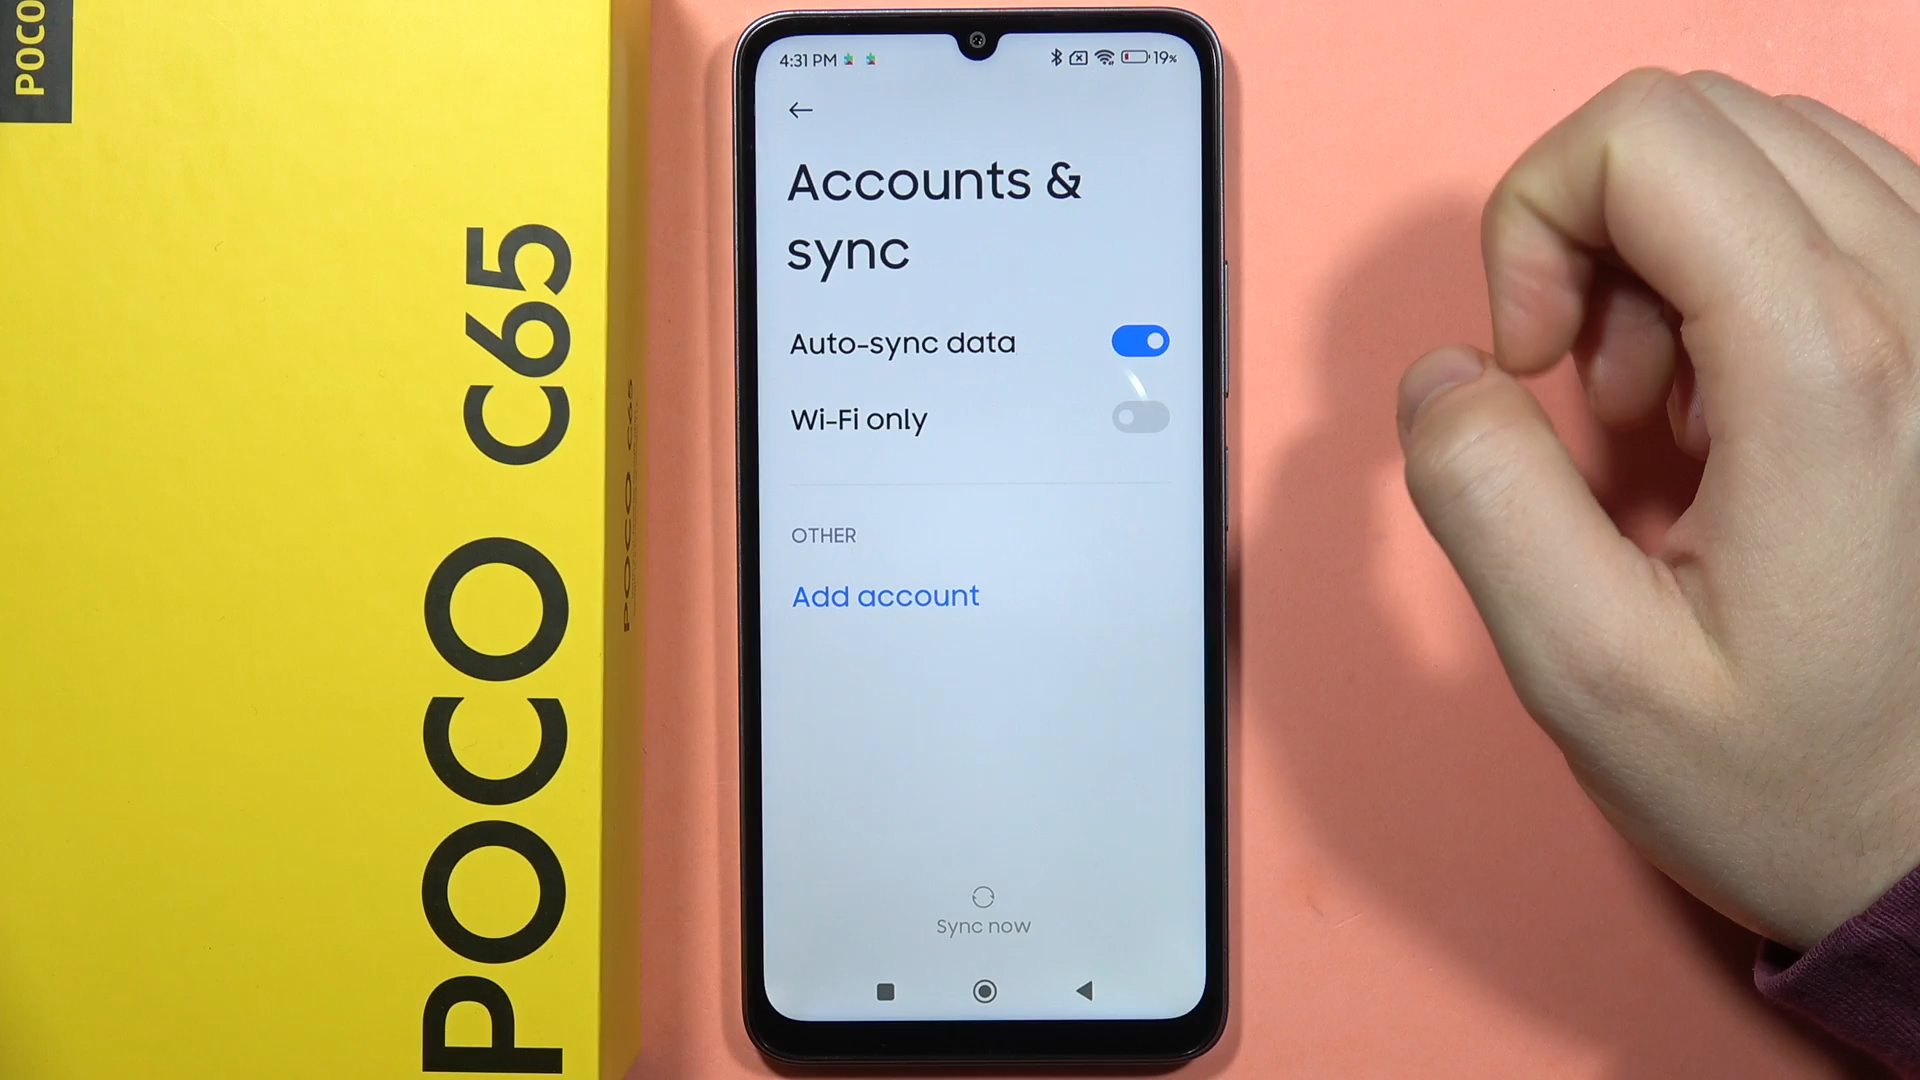 POCO
POCO C65
POCO C65
4:31 PM
19%
Accounts &
sync
Auto-sync data
Wi-Fi only
OTHER
Add account
Sync now